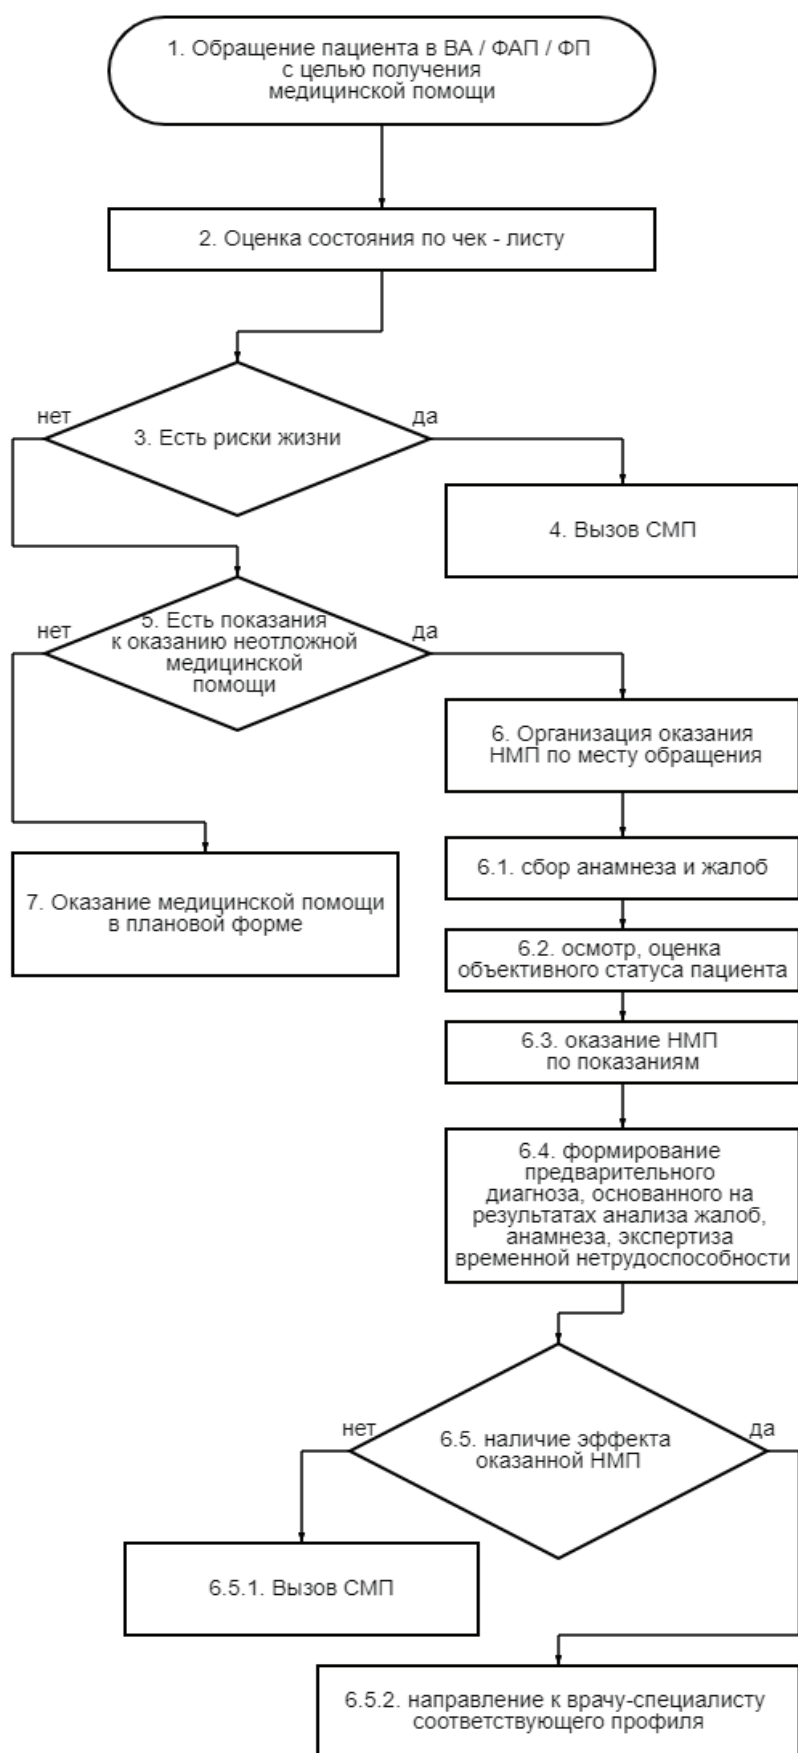 1. Обращение пациента в ВА / ФАП / ФП
с целью получения
медицинской помощи
2. Оценка состояния по чек - листу
нет
да
3. Есть риски жизни
4. Вызов СМП
нет
да
5. Есть показания
к оказанию неотложной
медицинской
помощи
6. Организация оказания
НМП по месту обращения
6.1. сбор анамнеза и жалоб
7. Оказание медицинской помощи
в плановой форме
6.2. осмотр, оценка
объективного статуса пациента
6.3. оказание НМП
по показаниям
6.4. формирование
предварительного
диагноза, основанного на
результатах анализа жалоб,
анамнеза, экспертиза
временной нетрудоспособности
нет
да
6.5. наличие эффекта
оказанной НМП
6.5.1. Вызов СМП
6.5.2. направление к врачу-специалисту
соответствующего профиля